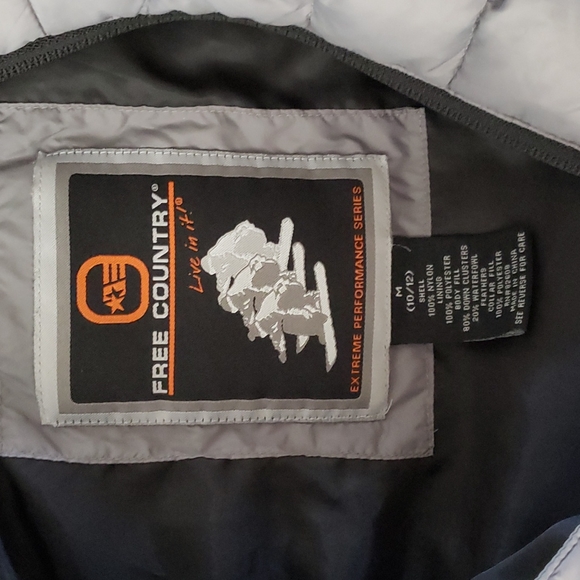 FREE COUNTRY®
Live in it!®
EXTREME PERFORMANCE SERIES
M
(10/12)
SHELL
100% NYLON
LINING
100% POLYESTER
BODY FILL
80% DOWN CLUSTERS
20% WATERFOWL
FEATHERS
COLLAR FILL
100% POLYESTER
MADE IN CHINA
SEE REVERSE FOR CARE